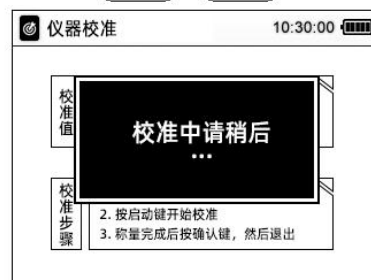 仪器校准 10:30:00
校准值
校准中请稍后
...
校准步骤
2. 按启动键开始校准
3. 称量完成后按确认键，然后退出